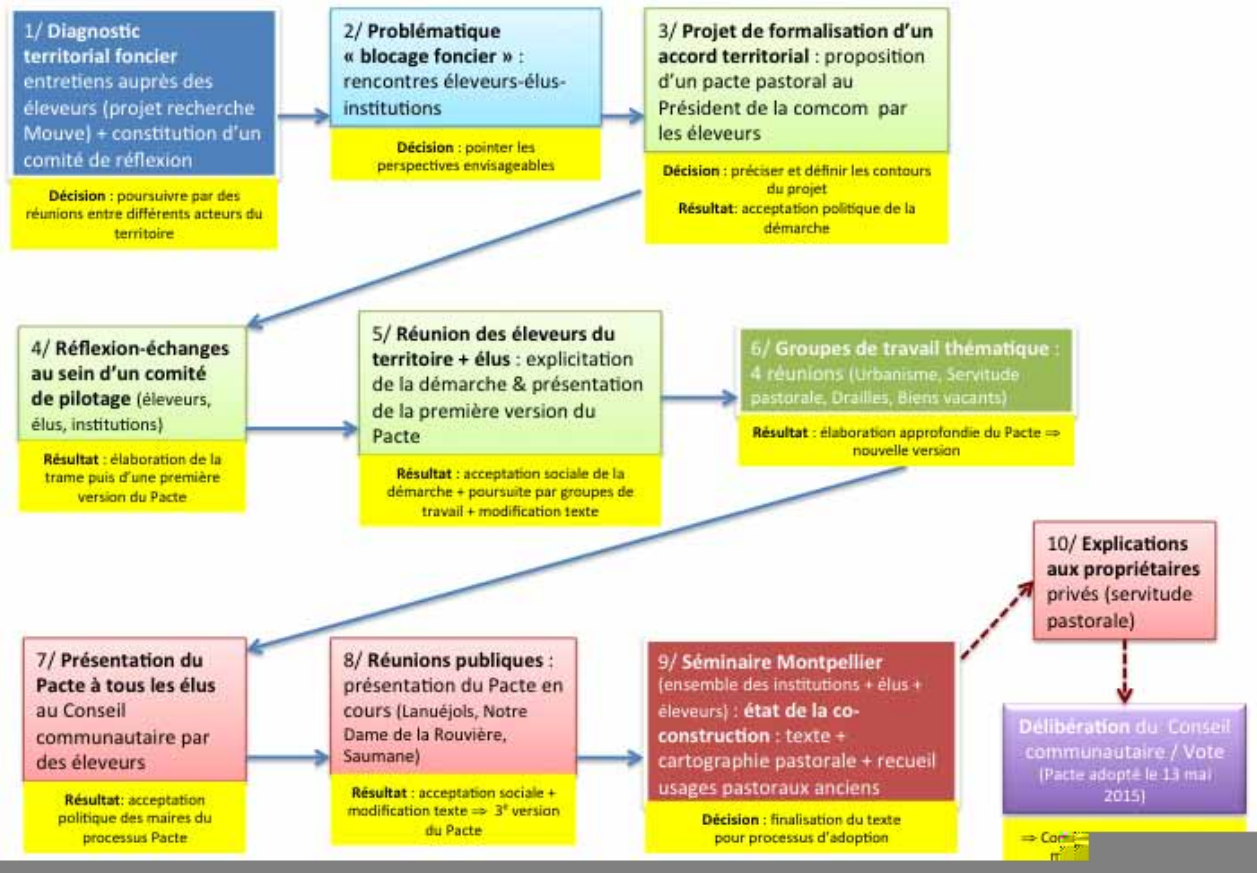 1/ Diagnostic
territorial foncier
entretiens auprès des
éleveurs (projet recherche
Mouve) + constitution d'un
comité de réflexion
Décision : poursuivre par des
réunions entre différents acteurs du
territoire
2/ Problématique
« blocage foncier » :
rencontres éleveurs-élus-
institutions
Décision : pointer les
perspectives envisageables
3/ Projet de formalisation d'un
accord territorial : proposition
d'un pacte pastoral au
Président de la comcom par
les éleveurs
Décision : préciser et définir les contours
du projet
Résultat: acceptation politique de la
démarche
4/ Réflexion-échanges
au sein d'un comité
de pilotage (éleveurs,
élus, institutions)
Résultat : élaboration de la
trame puis d'une première
version du Pacte
5/ Réunion des éleveurs du
territoire + élus : explicitation
de la démarche & présentation
de la première version du
Pacte
Résultat : acceptation sociale de la
démarche + poursuite par groupes de
travail + modification texte
6/ Groupes de travail thématique :
4 réunions (Urbanisme, Servitude
pastorale, Drailles, Biens vacants)
Résultat : élaboration approfondie du Pacte ⇒
nouvelle version
7/ Présentation du
Pacte à tous les élus
au Conseil
communautaire par
des éleveurs
Résultat: acceptation
politique des maires du
processus Pacte
8/ Réunions publiques :
présentation du Pacte en
cours (Lanuéjols, Notre
Dame de la Rouvière,
Saumane)
Résultat : acceptation sociale +
modification texte ⇒ 3e version
du Pacte
9/ Séminaire Montpellier
(ensemble des institutions + élus +
éleveurs) : état de la co-
construction : texte +
cartographie pastorale + recueil
usages pastoraux anciens
Décision : finalisation du texte
pour processus d'adoption
10/ Explications
aux propriétaires
privés (servitude
pastorale)
Délibération du Conseil
communautaire / Vote
(Pacte adopté le 13 mai
2015)
⇒